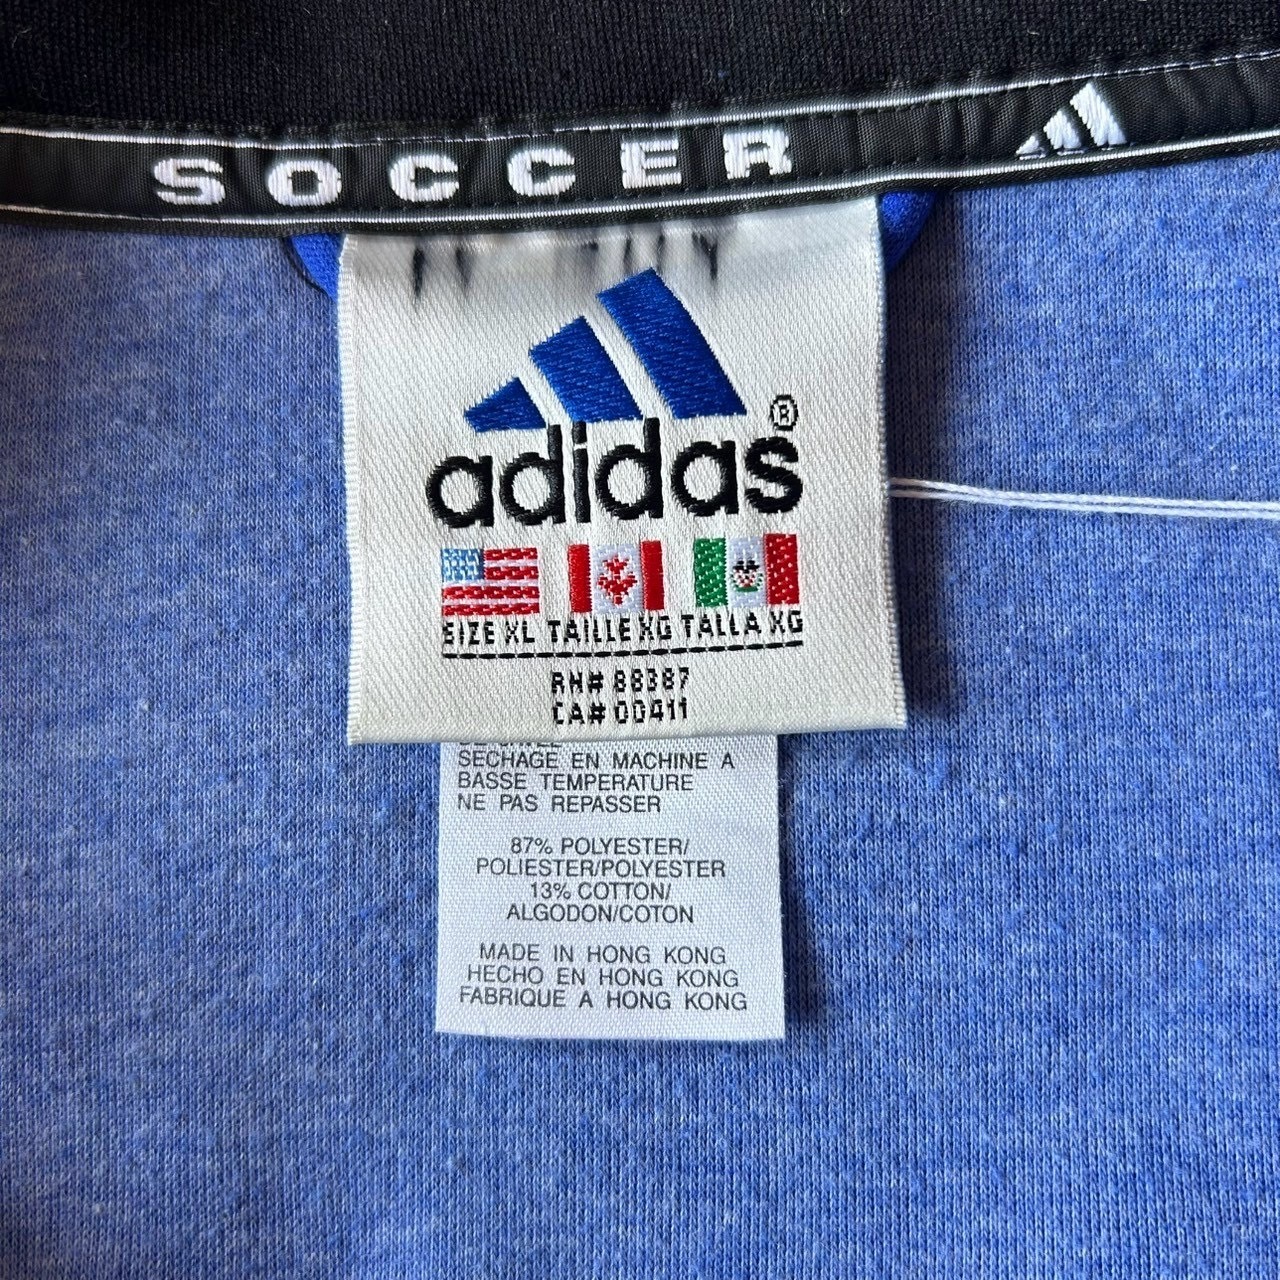 SOCCER
adidas®
SIZE XL TAILLE XG TALLA XG
RN# 88387
CA# 00411
SECHAGE EN MACHINE A
BASSE TEMPERATURE
NE PAS REPASSER
87% POLYESTER/
POLIESTER/POLYESTER
13% COTTON/
ALGODON/COTON
MADE IN HONG KONG
HECHO EN HONG KONG
FABRIQUE A HONG KONG